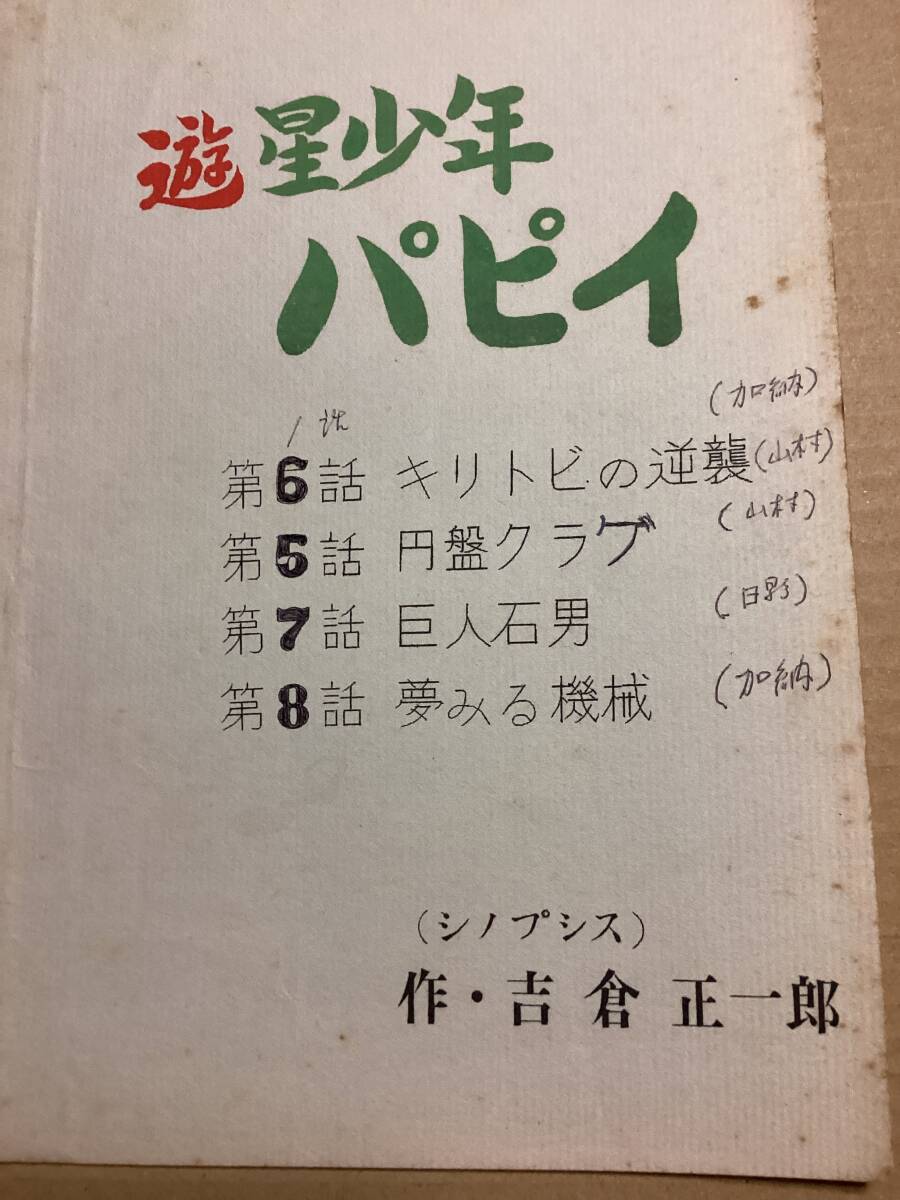 遊星少年
パピイ
(加納)
1 話
第6話 キリトビの逆襲(山村)
第5話 円盤クラブ (山村)
第7話 巨人石男 (日野)
第8話 夢みる機械 (加納)
(シノプシス)
作・吉倉正一郎